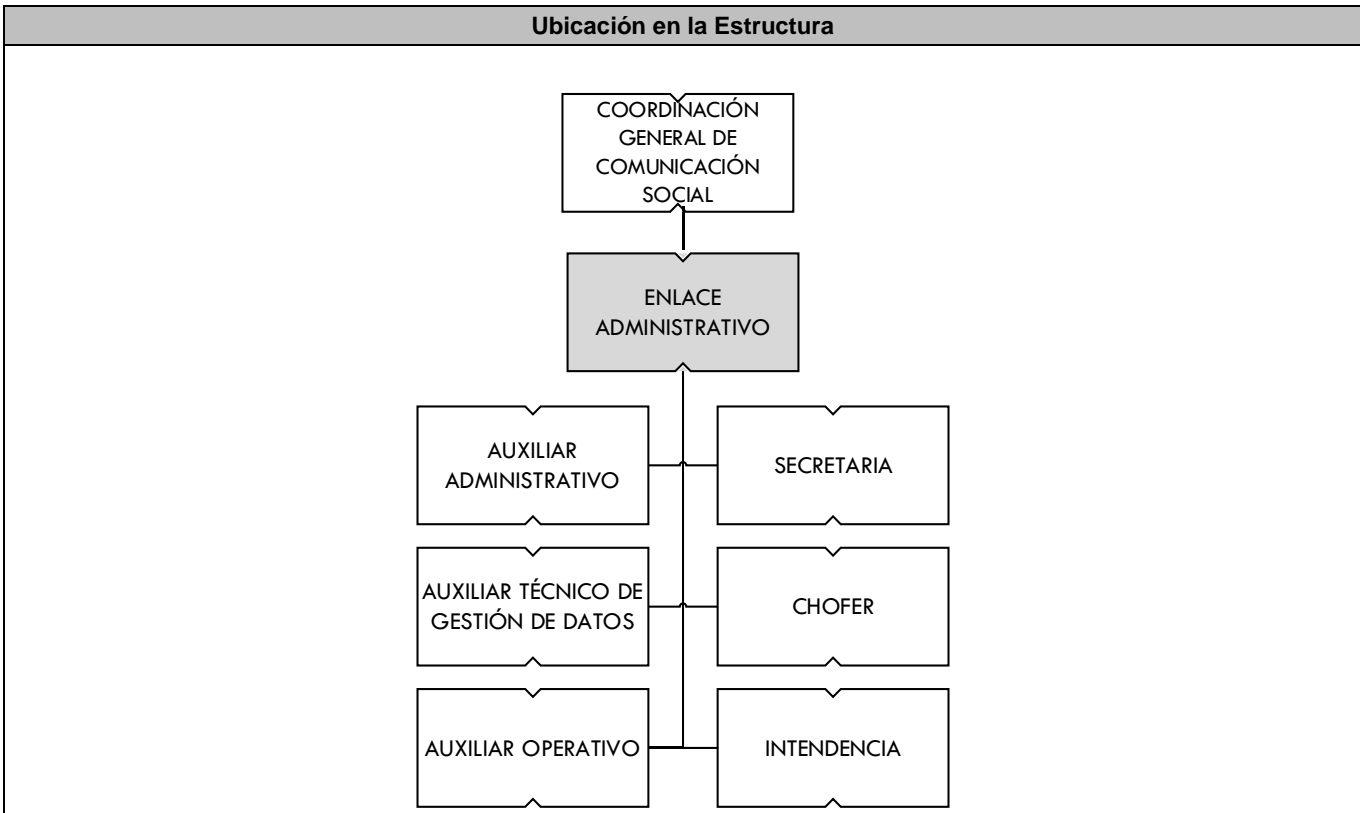 Ubicación en la Estructura
COORDINACIÓN
GENERAL DE
COMUNICACIÓN
SOCIAL
ENLACE
ADMINISTRATIVO
AUXILIAR
ADMINISTRATIVO
SECRETARIA
AUXILIAR TÉCNICO DE
GESTIÓN DE DATOS
CHOFER
AUXILIAR OPERATIVO
INTENDENCIA